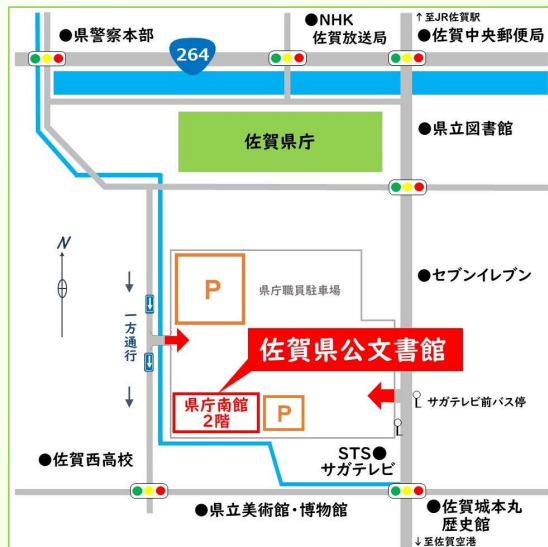 ●NHK
佐賀放送局
↑至JR佐賀駅
●県警察本部
●佐賀中央郵便局
264
佐賀県庁
●県立図書館
N
●セブンイレブン
P
県庁職員駐車場
一方通行
佐賀県公文書館
県庁南館
2階
P
サガテレビ前バス停
●佐賀西高校
STS●
サガテレビ
●県立美術館・博物館
●佐賀城本丸
歴史館
↓至佐賀空港